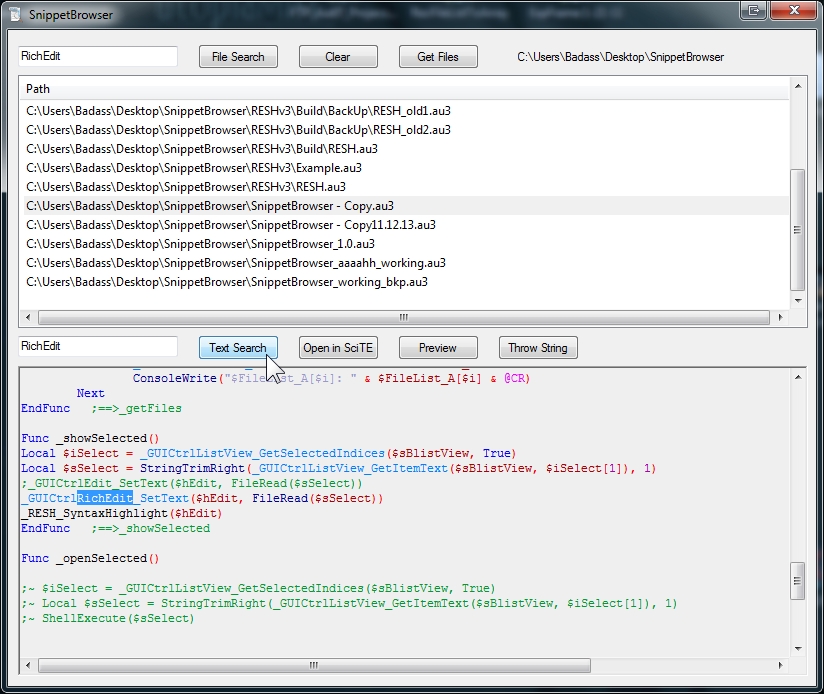 SnippetBrowser
RichEdit File Search Clear Get Files C:\Users\Badass\Desktop\SnippetBrowser
Path
C:\Users\Badass\Desktop\SnippetBrowser\RESHv3\Build\BackUp\RESH_old1.au3
C:\Users\Badass\Desktop\SnippetBrowser\RESHv3\Build\BackUp\RESH_old2.au3
C:\Users\Badass\Desktop\SnippetBrowser\RESHv3\Build\RESH.au3
C:\Users\Badass\Desktop\SnippetBrowser\RESHv3\Example.au3
C:\Users\Badass\Desktop\SnippetBrowser\RESHv3\RESH.au3
C:\Users\Badass\Desktop\SnippetBrowser\SnippetBrowser - Copy.au3
C:\Users\Badass\Desktop\SnippetBrowser\SnippetBrowser - Copy11.12.13.au3
C:\Users\Badass\Desktop\SnippetBrowser\SnippetBrowser_1.0.au3
C:\Users\Badass\Desktop\SnippetBrowser\SnippetBrowser_aaaahh_working.au3
C:\Users\Badass\Desktop\SnippetBrowser\SnippetBrowser_working_bkp.au3
RichEdit Text Search Open in SciTE Preview Throw String
ConsoleWrite("$FileList_A[$i]: " & $FileList_A[$i] & @CR)
Next
EndFunc ;==>_getFiles
Func _showSelected()
Local $iSelect = _GUICtrlListView_GetSelectedIndices($sBlistView, True)
Local $sSelect = StringTrimRight(_GUICtrlListView_GetItemText($sBlistView, $iSelect[1]), 1)
;_GUICtrlEdit_SetText($hEdit, FileRead($sSelect))
_GUICtrlRichEdit_SetText($hEdit, FileRead($sSelect))
_RESH_SyntaxHighlight($hEdit)
EndFunc ;==>_showSelected
Func _openSelected()
;~ $iSelect = _GUICtrlListView_GetSelectedIndices($sBlistView, True)
;~ Local $sSelect = StringTrimRight(_GUICtrlListView_GetItemText($sBlistView, $iSelect[1]), 1)
;~ ShellExecute($sSelect)